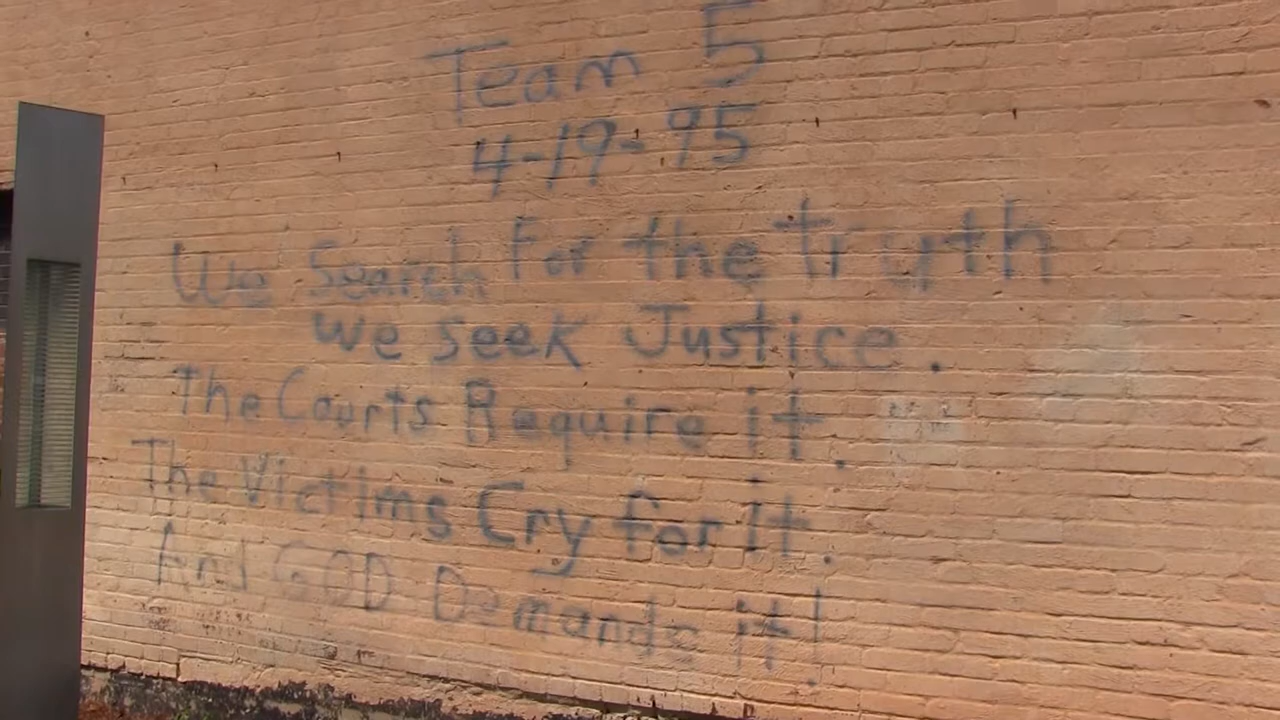 Team 5
4-19-95
We Search For the truth
we seek Justice.
The Courts Require it.
The Victims Cry for it.
And GOD Demands it!